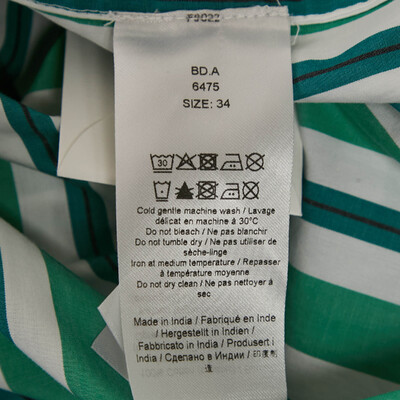 F9C22
BD.A
6475
SIZE: 34
30
Cold gentle machine wash / Lavage
délicat en machine à 30°C
Do not bleach / Ne pas blanchir
Do not tumble dry / Ne pas utiliser de
sèche-linge
Iron at medium temperature / Repasser
à température moyenne
Do not dry clean / Ne pas nettoyer à
sec
Made in India / Fabriqué en Inde
/ Hergestellt in Indien /
Fabbricato in India / Produsert i
India / Сделано в Индии / 印度制
造